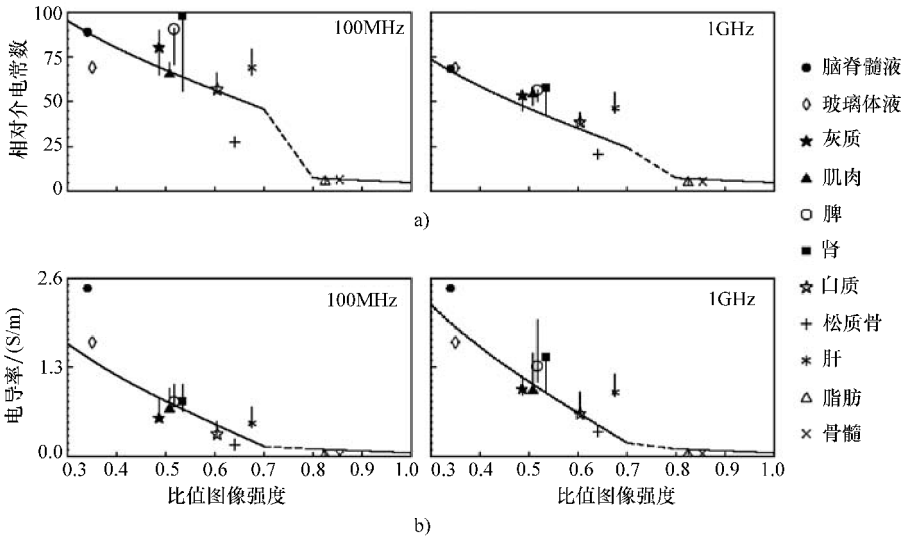 100MHz
1GHz
相对介电常数
100
75
50
25
0
a)
100MHz
1GHz
电导率/(S/m)
2.6
1.3
0.0
0.3 0.4 0.5 0.6 0.7 0.8 0.9 1.0
0.3 0.4 0.5 0.6 0.7 0.8 0.9 1.0
比值图像强度
比值图像强度
b)
脑脊髓液
玻璃体液
灰质
肌肉
脾
肾
白质
松质骨
肝
脂肪
骨髓